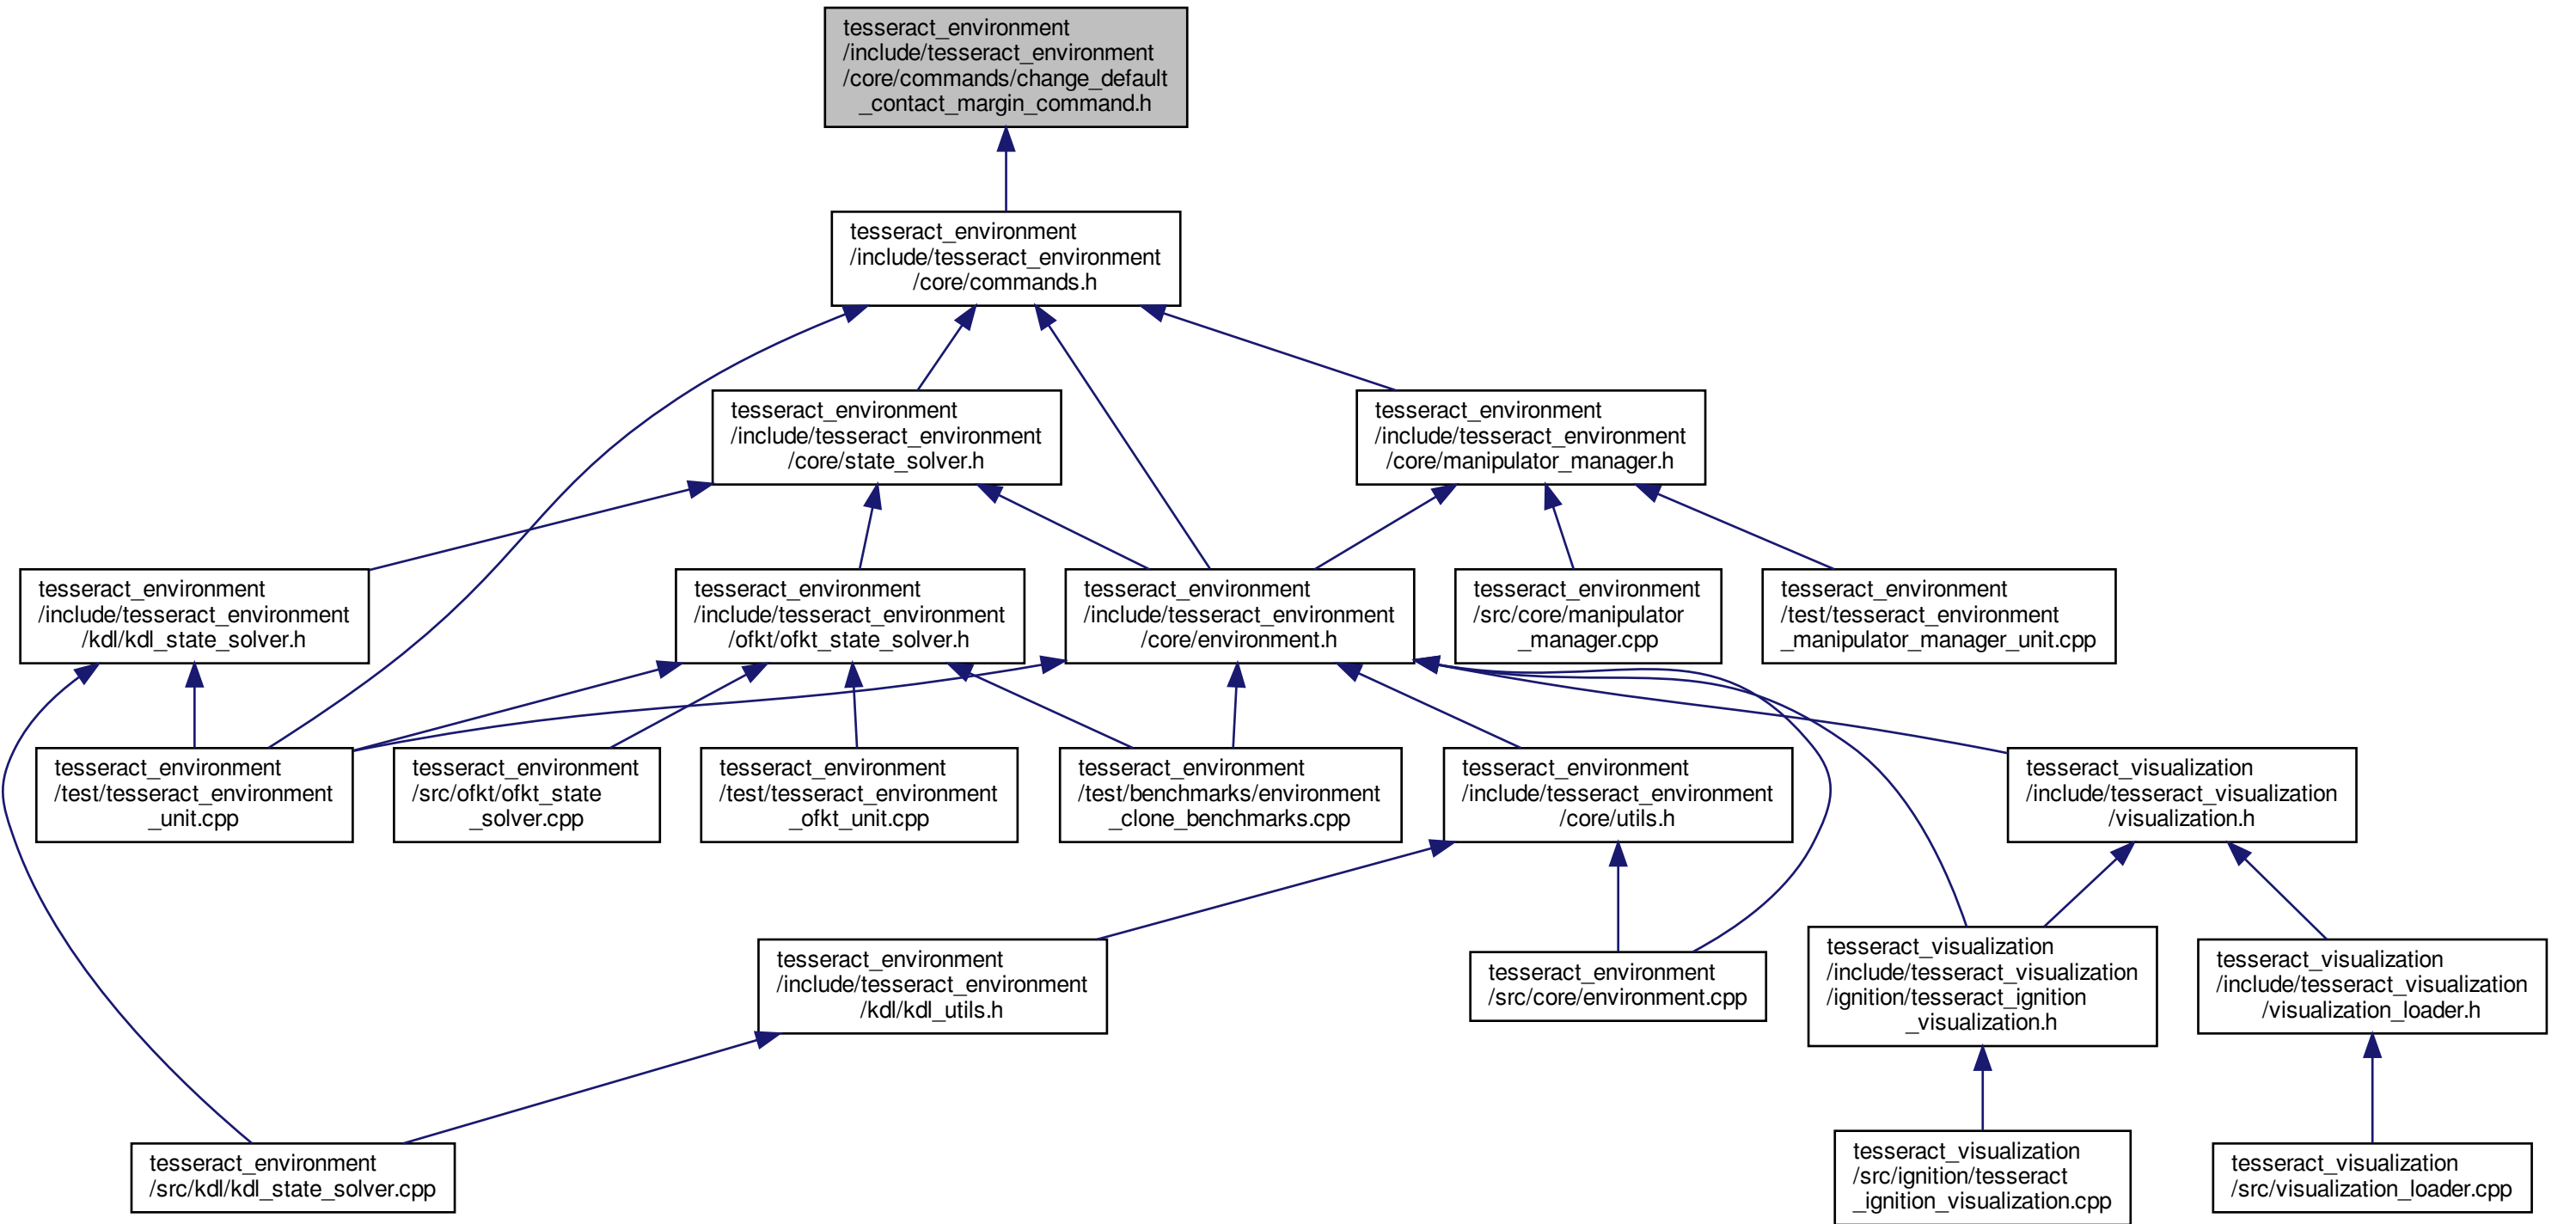 tesseract_environment
/include/tesseract_environment
/core/commands/change_default
_contact_margin_command.h
tesseract_environment
/include/tesseract_environment
/core/commands.h
tesseract_environment
/include/tesseract_environment
/core/state_solver.h
tesseract_environment
/include/tesseract_environment
/core/manipulator_manager.h
tesseract_environment
/include/tesseract_environment
/kdl/kdl_state_solver.h
tesseract_environment
/include/tesseract_environment
/ofkt/ofkt_state_solver.h
tesseract_environment
/include/tesseract_environment
/core/environment.h
tesseract_environment
/src/core/manipulator
_manager.cpp
tesseract_environment
/test/tesseract_environment
_manipulator_manager_unit.cpp
tesseract_environment
/test/tesseract_environment
_unit.cpp
tesseract_environment
/src/ofkt/ofkt_state
_solver.cpp
tesseract_environment
/test/tesseract_environment
_ofkt_unit.cpp
tesseract_environment
/test/benchmarks/environment
_clone_benchmarks.cpp
tesseract_environment
/include/tesseract_environment
/core/utils.h
tesseract_visualization
/include/tesseract_visualization
/visualization.h
tesseract_environment
/include/tesseract_environment
/kdl/kdl_utils.h
tesseract_environment
/src/core/environment.cpp
tesseract_visualization
/include/tesseract_visualization
/ignition/tesseract_ignition
_visualization.h
tesseract_visualization
/include/tesseract_visualization
/visualization_loader.h
tesseract_environment
/src/kdl/kdl_state_solver.cpp
tesseract_visualization
/src/ignition/tesseract
_ignition_visualization.cpp
tesseract_visualization
/src/visualization_loader.cpp